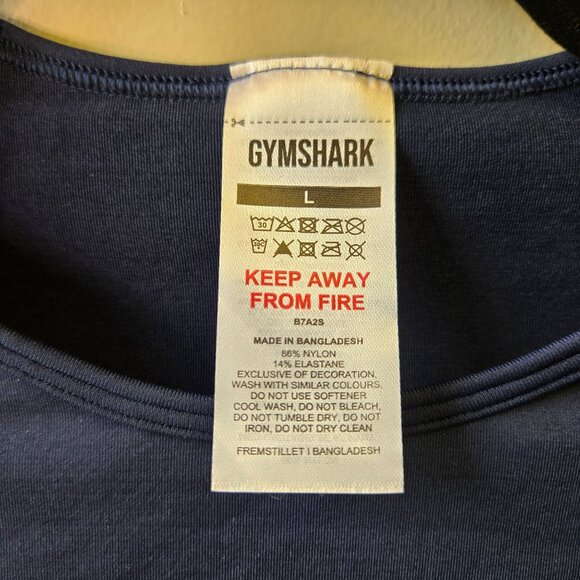 GYMSHARK
L
30
KEEP AWAY
FROM FIRE
B7A2S
MADE IN BANGLADESH
86% NYLON
14% ELASTANE
EXCLUSIVE OF DECORATION.
WASH WITH SIMILAR COLOURS.
DO NOT USE SOFTENER
COOL WASH, DO NOT BLEACH,
DO NOT TUMBLE DRY, DO NOT
IRON, DO NOT DRY CLEAN
FREMSTILLET I BANGLADESH